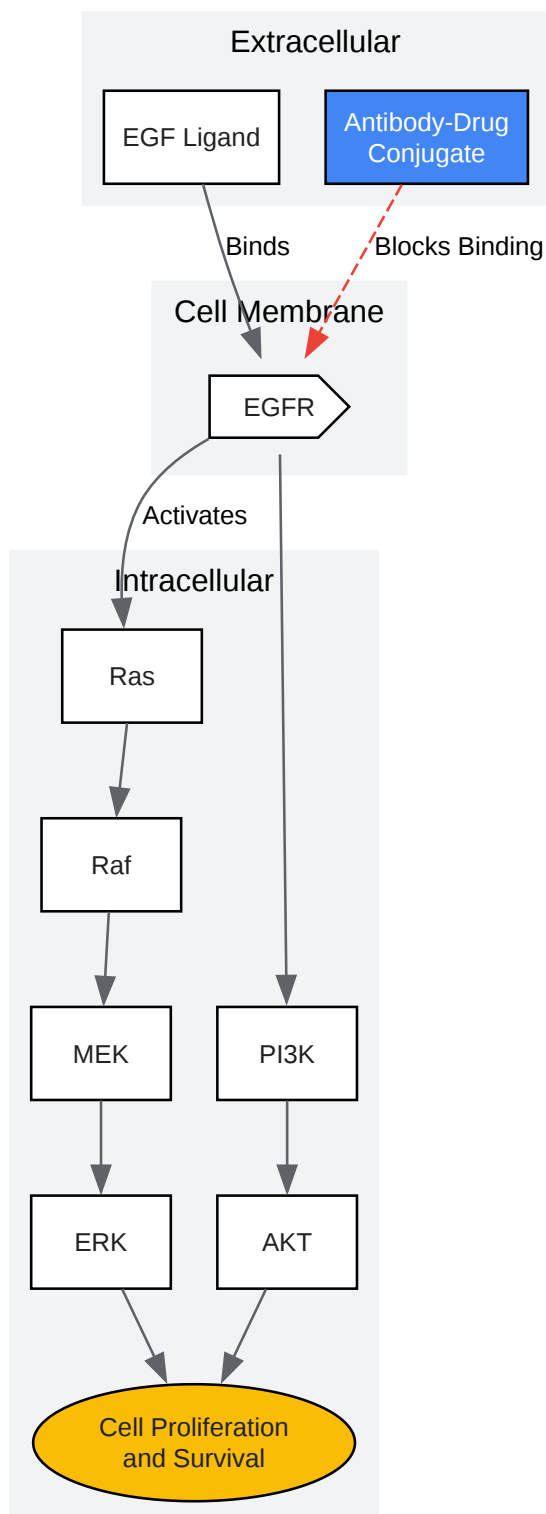 Extracellular
EGF Ligand
Antibody-Drug
Conjugate
Binds
Blocks Binding
Cell Membrane
EGFR
Activates
Intracellular
Ras
Raf
MEK
PI3K
ERK
AKT
Cell Proliferation
and Survival